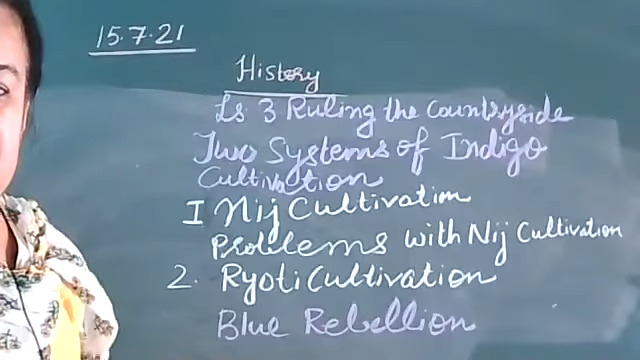 15.7.21
History
Ls 3 Ruling the Countryside
Two Systems of Indigo
Cultivation
I Nij Cultivation
Problems with Nij Cultivation
2. Ryoti Cultivation
Blue Rebellion